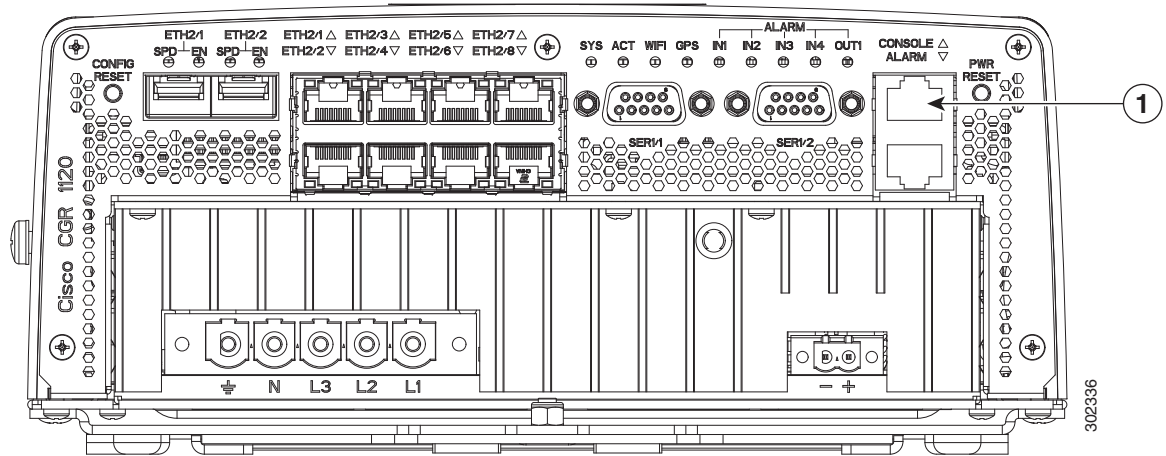 ALARM
ETH2/1 ETH2/2 ETH2/1 △ ETH2/3 △ ETH2/5 △ ETH2/7 △
SPD EN SPD EN ETH2/2 ▽ ETH2/4 ▽ ETH2/6 ▽ ETH2/8 ▽
SYS ACT WIFI GPS IN1 IN2 IN3 IN4 OUT1
CONSOLE △
ALARM ▽
CONFIG
RESET
PWR
RESET
1
SER1/1 SER1/2
Cisco CGR 1120
N L3 L2 L1
- +
302336